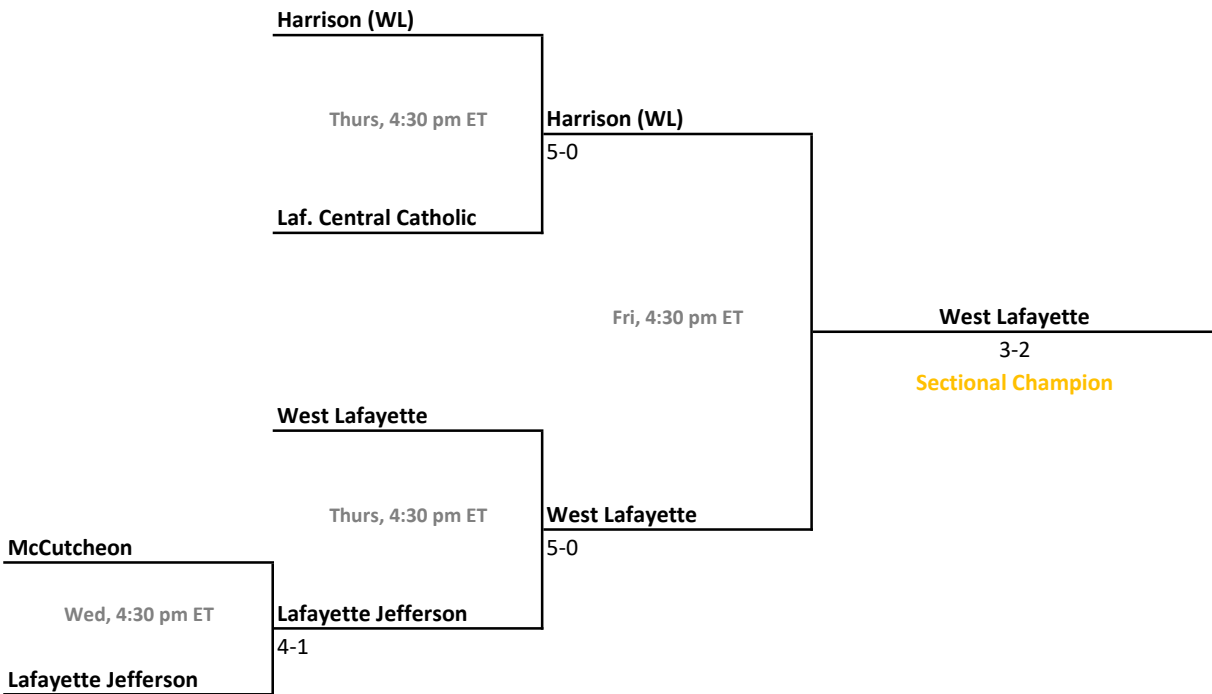 Harrison (WL)
Thurs, 4:30 pm ET
Harrison (WL)
5-0
Laf. Central Catholic
Fri, 4:30 pm ET
West Lafayette
3-2
Sectional Champion
West Lafayette
Thurs, 4:30 pm ET
West Lafayette
5-0
McCutcheon
Wed, 4:30 pm ET
Lafayette Jefferson
4-1
Lafayette Jefferson